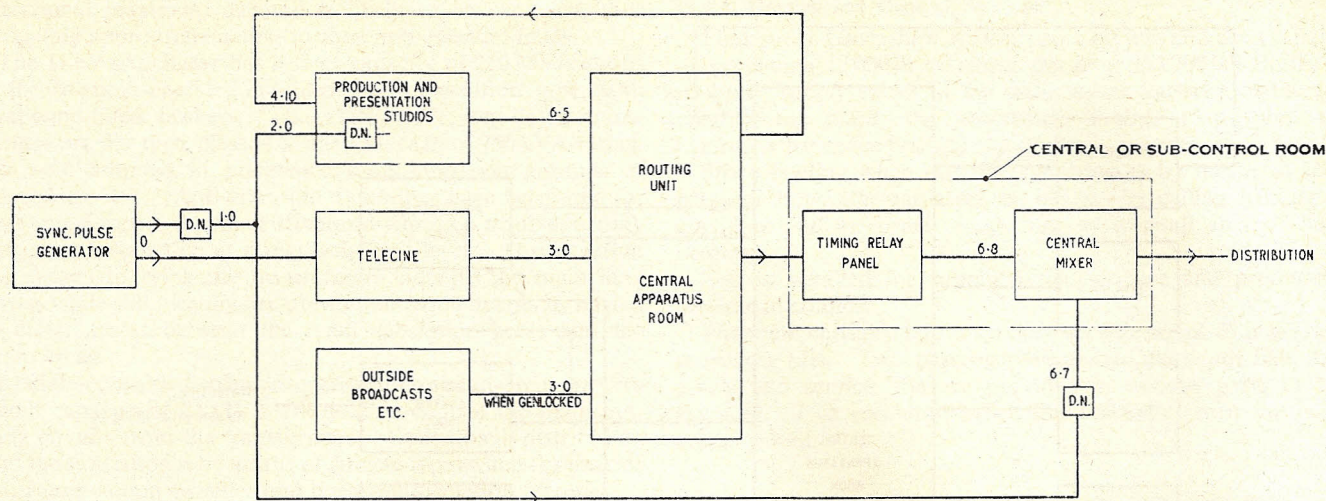 4·10
2·0
PRODUCTION AND
PRESENTATION
STUDIOS
D.N.
6·5
SYNC. PULSE
GENERATOR
D.N.
1·0
0
TELECINE
3·0
OUTSIDE
BROADCASTS
ETC.
3·0
WHEN GENLOCKED
ROUTING
UNIT
CENTRAL
APPARATUS
ROOM
CENTRAL OR SUB-CONTROL ROOM
TIMING RELAY
PANEL
6·8
CENTRAL
MIXER
DISTRIBUTION
6·7
D.N.